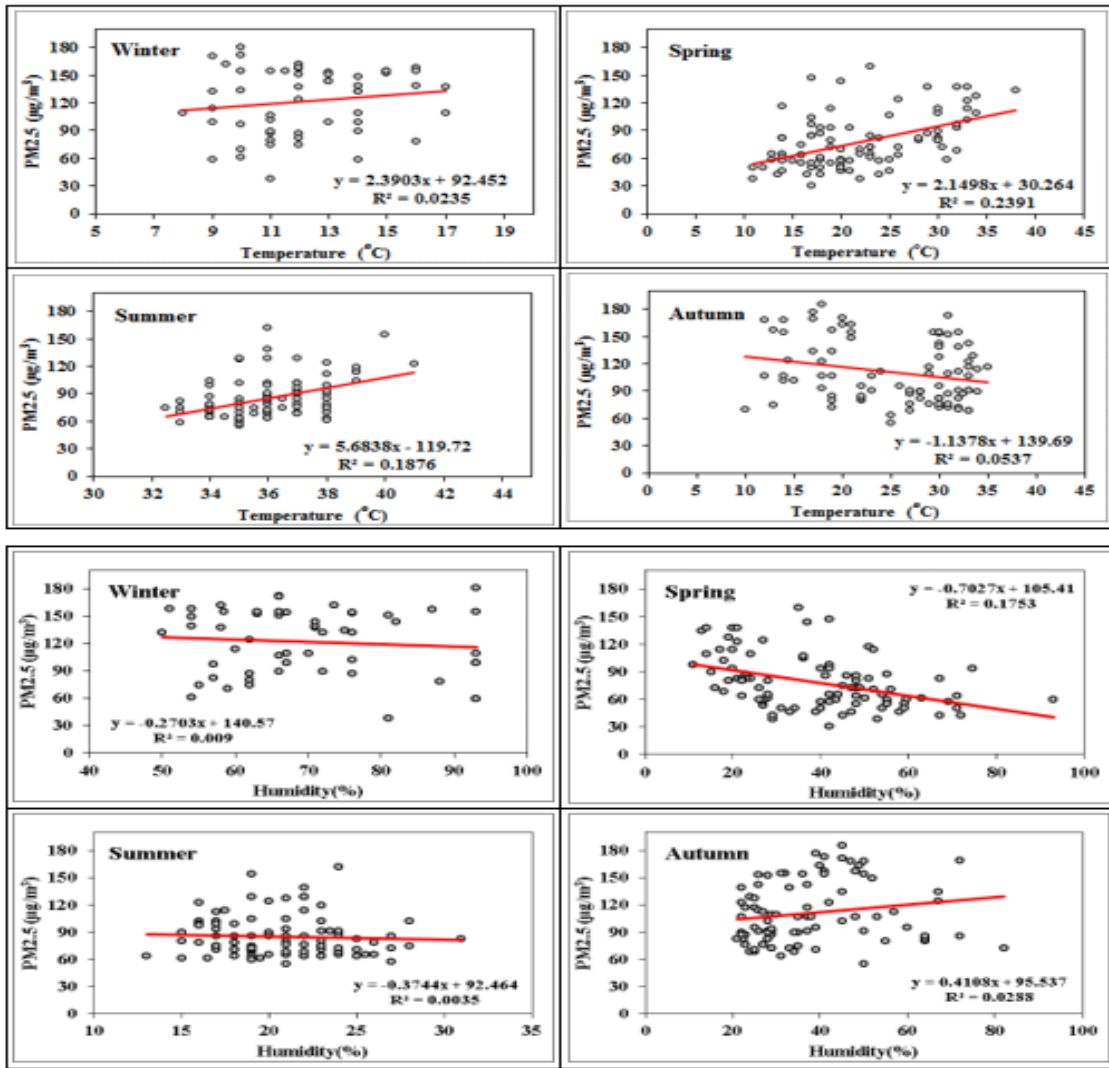 Winter
PM2.5 (µg/m³)
180
150
120
90
60
30
0
y = 2.3903x + 92.452
R² = 0.0235
5 7 9 11 13 15 17 19
Temperature (°C)
Spring
PM2.5 (µg/m³)
180
150
120
90
60
30
0
y = 2.1498x + 30.264
R² = 0.2391
0 5 10 15 20 25 30 35 40 45
Temperature (°C)
Summer
PM2.5 (µg/m³)
180
150
120
90
60
30
0
y = 5.6838x - 119.72
R² = 0.1876
30 32 34 36 38 40 42 44
Temperature (°C)
Autumn
PM2.5 (µg/m³)
180
150
120
90
60
30
0
y = -1.1378x + 139.69
R² = 0.0537
0 5 10 15 20 25 30 35 40 45
Temperature (°C)
Winter
PM2.5 (µg/m³)
180
150
120
90
60
30
0
y = -0.2703x + 140.57
R² = 0.009
40 50 60 70 80 90 100
Humidity(%)
Spring
y = -0.7027x + 105.41
R² = 0.1753
PM2.5 (µg/m³)
180
150
120
90
60
30
0
0 20 40 60 80 100
Humidity(%)
Summer
PM2.5 (µg/m³)
180
150
120
90
60
30
0
y = -0.3744x + 92.464
R² = 0.0035
10 15 20 25 30 35
Humidity(%)
Autumn
PM2.5 (µg/m³)
180
150
120
90
60
30
0
y = 0.4108x + 95.537
R² = 0.0288
0 20 40 60 80 100
Humidity(%)